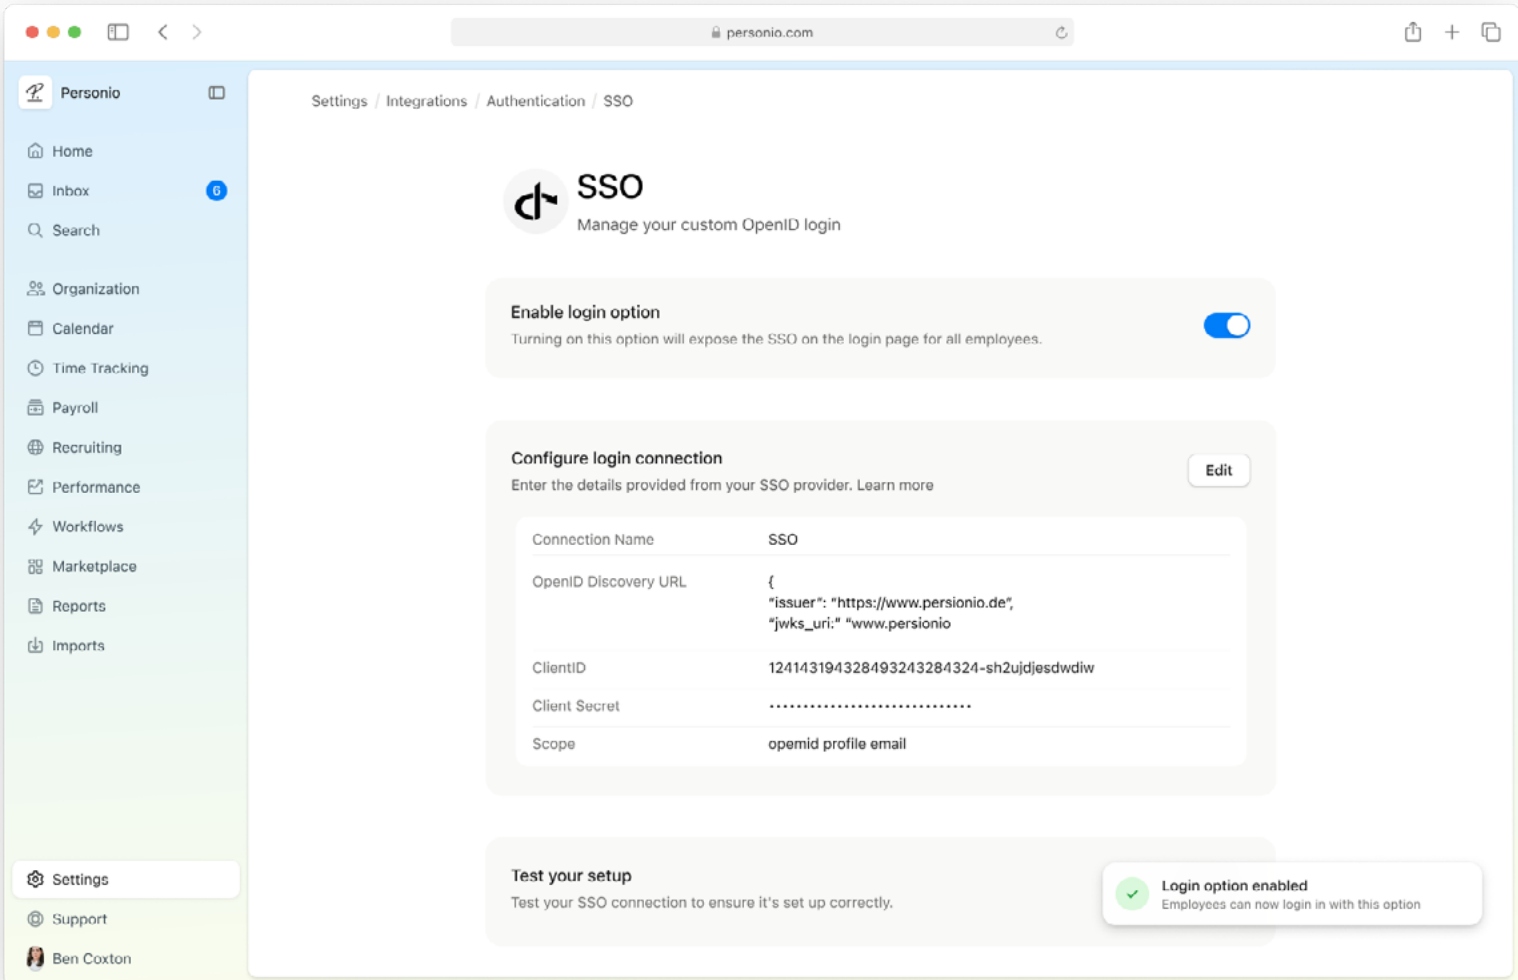 personio.com
Personio
Settings / Integrations / Authentication / SSO
Home
Inbox 6
Search
Organization
Calendar
Time Tracking
Payroll
Recruiting
Performance
Workflows
Marketplace
Reports
Imports
Settings
Support
Ben Coxton
SSO
Manage your custom OpenID login
Enable login option
Turning on this option will expose the SSO on the login page for all employees.
Configure login connection
Enter the details provided from your SSO provider. Learn more
Edit
Connection Name SSO
OpenID Discovery URL {
“issuer”: “https://www.persionio.de”,
“jwks_uri:” “www.persionio
ClientID 124143194328493243284324-sh2ujdjesdwdiw
Client Secret ••••••••••••••••••••••••••••••
Scope opemid profile email
Test your setup
Test your SSO connection to ensure it's set up correctly.
Login option enabled
Employees can now login in with this option